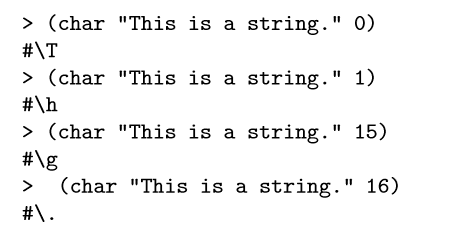 > (char "This is a string." 0)
#\T
> (char "This is a string." 1)
#\h
> (char "This is a string." 15)
#\g
>  (char "This is a string." 16)
#\.